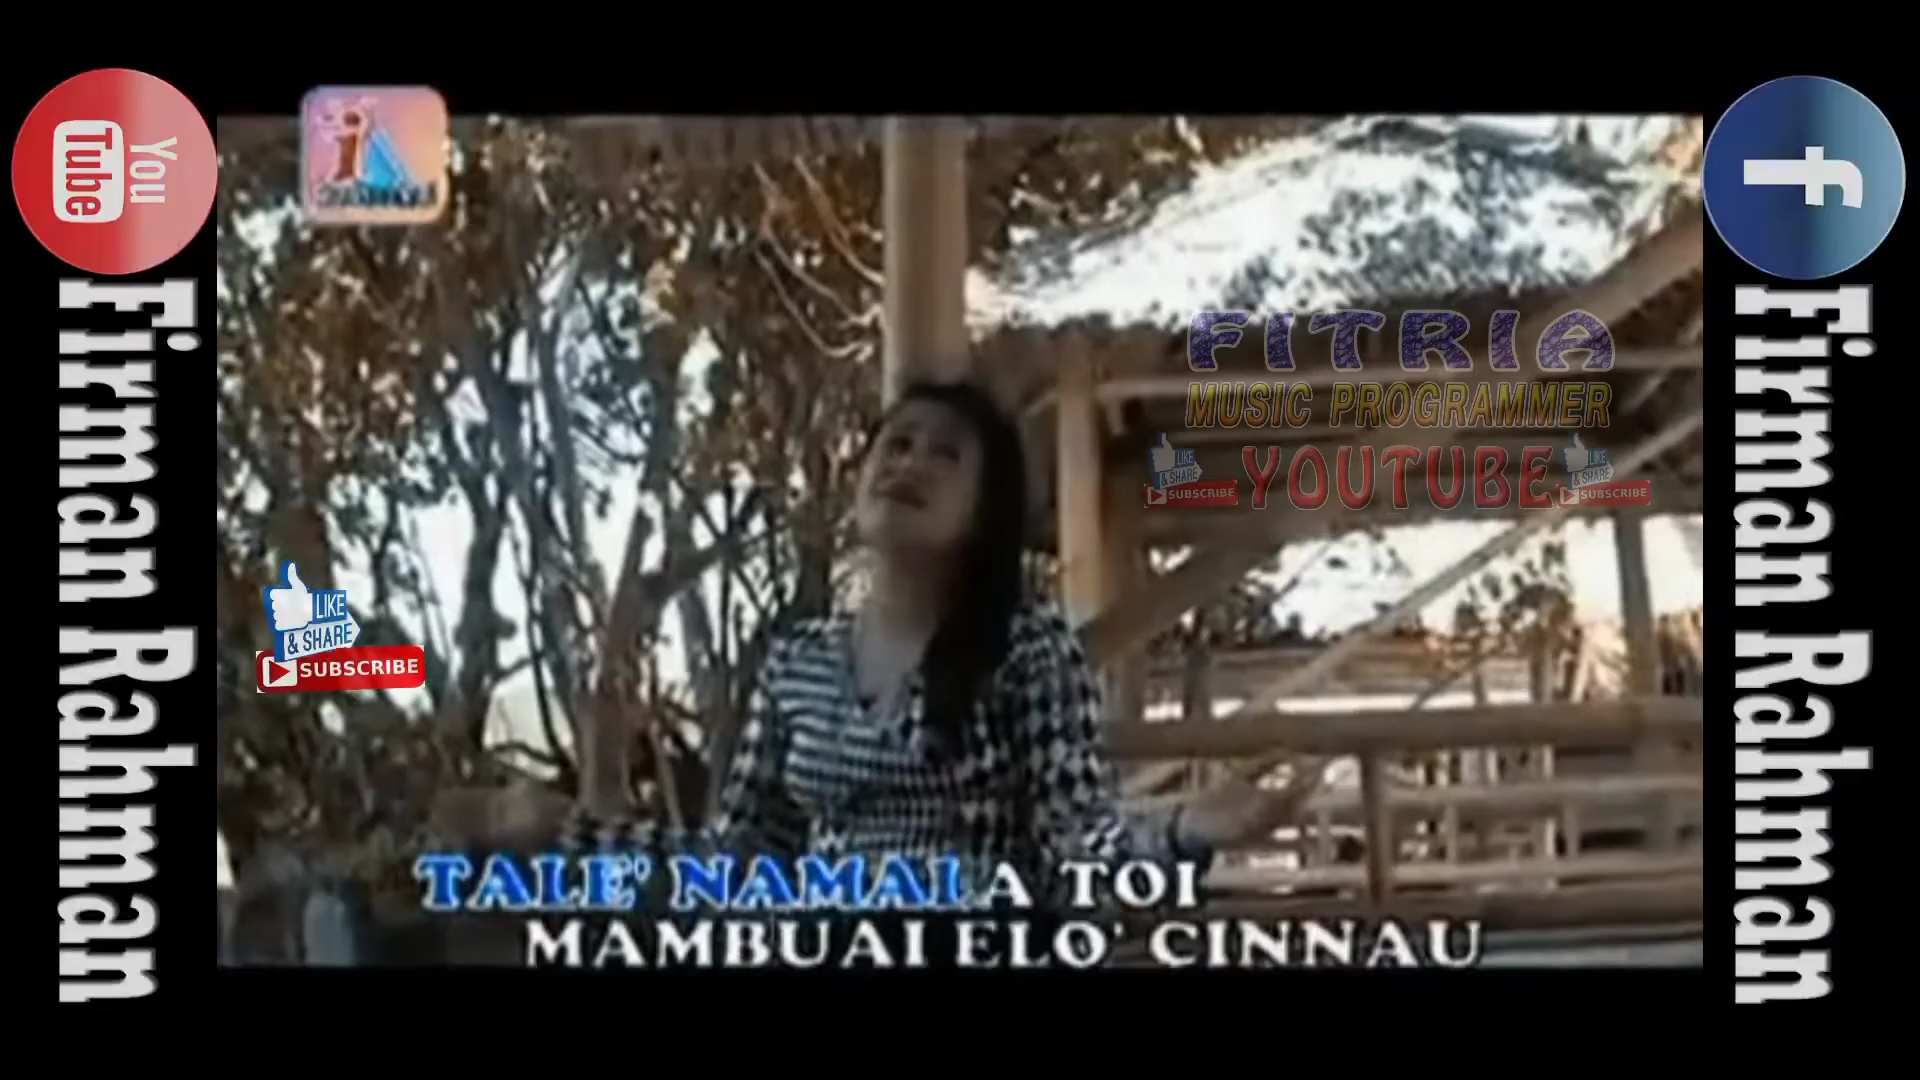 You
Tube
Firman Rahman
iA
FITRIA
MUSIC PROGRAMMER
YOUTUBE
LIKE
& SHARE
SUBSCRIBE
LIKE
& SHARE
SUBSCRIBE
LIKE
& SHARE
SUBSCRIBE
TALE' NAMALA TOI
MAMBUAI ELO' CINNAU
f
Firman Rahman